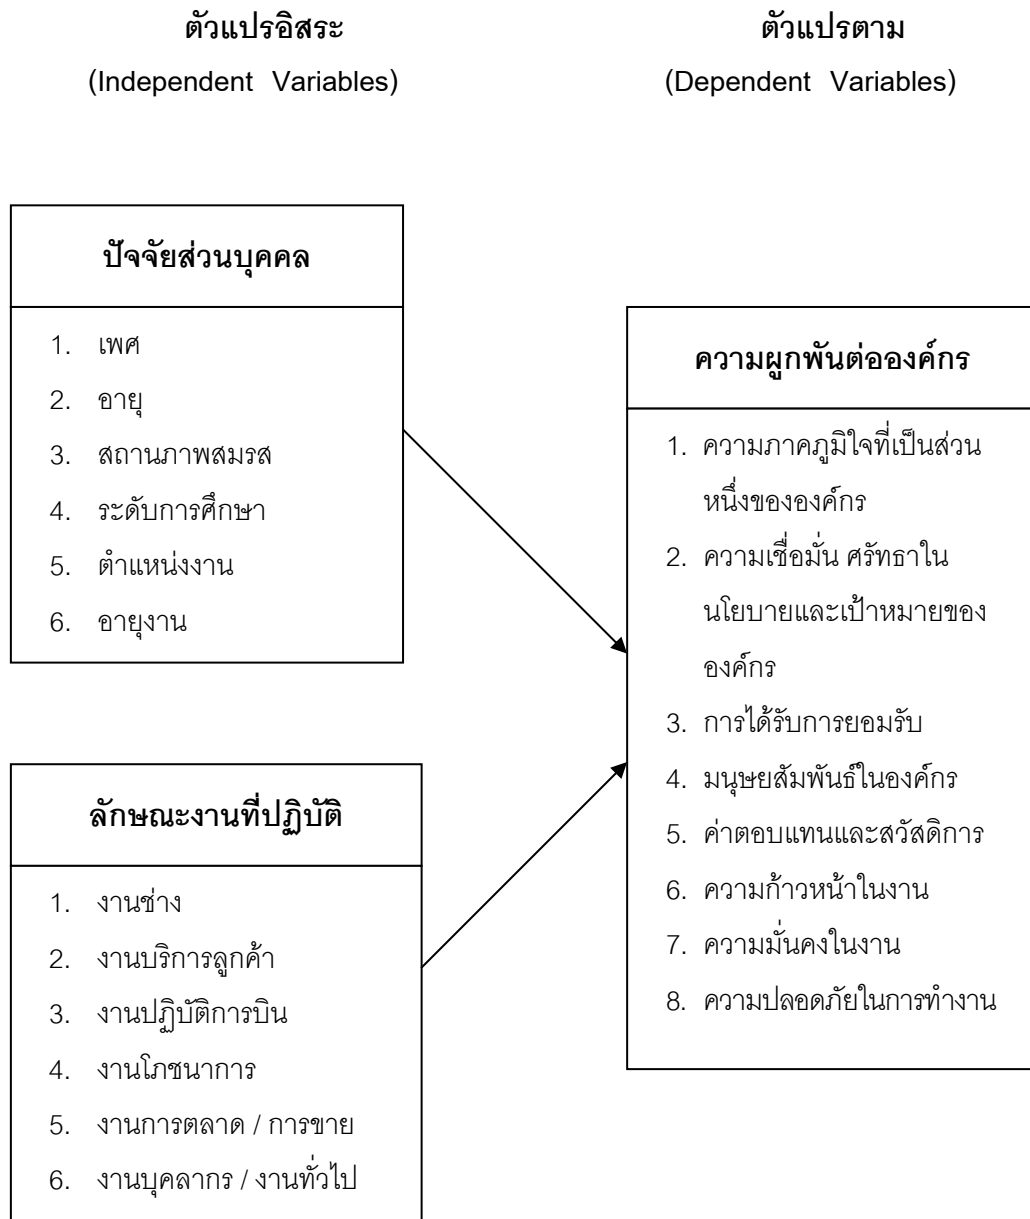 ตัวแปรอิสระ
(Independent Variables)
ตัวแปรตาม
(Dependent Variables)
ปัจจัยส่วนบุคคล
1. เพศ
2. อายุ
3. สถานภาพสมรส
4. ระดับการศึกษา
5. ตำแหน่งงาน
6. อายุงาน
ลักษณะงานที่ปฏิบัติ
1. งานช่าง
2. งานบริการลูกค้า
3. งานปฏิบัติการบิน
4. งานโภชนาการ
5. งานการตลาด / การขาย
6. งานบุคลากร / งานทั่วไป
ความผูกพันต่อองค์กร
1. ความภาคภูมิใจที่เป็นส่วน
หนึ่งขององค์กร
2. ความเชื่อมั่น ศรัทธาใน
นโยบายและเป้าหมายของ
องค์กร
3. การได้รับการยอมรับ
4. มนุษยสัมพันธ์ในองค์กร
5. ค่าตอบแทนและสวัสดิการ
6. ความก้าวหน้าในงาน
7. ความมั่นคงในงาน
8. ความปลอดภัยในการทำงาน